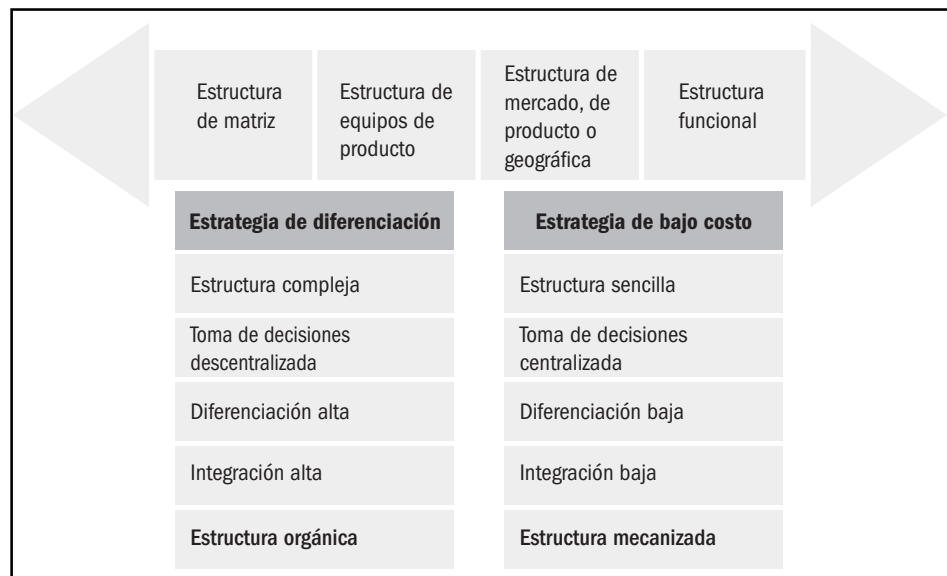 Estructura
de matriz
Estructura de
equipos de
producto
Estructura de
mercado, de
producto o
geográfica
Estructura
funcional
Estrategia de diferenciación
Estructura compleja
Toma de decisiones
descentralizada
Diferenciación alta
Integración alta
Estructura orgánica
Estrategia de bajo costo
Estructura sencilla
Toma de decisiones
centralizada
Diferenciación baja
Integración baja
Estructura mecanizada